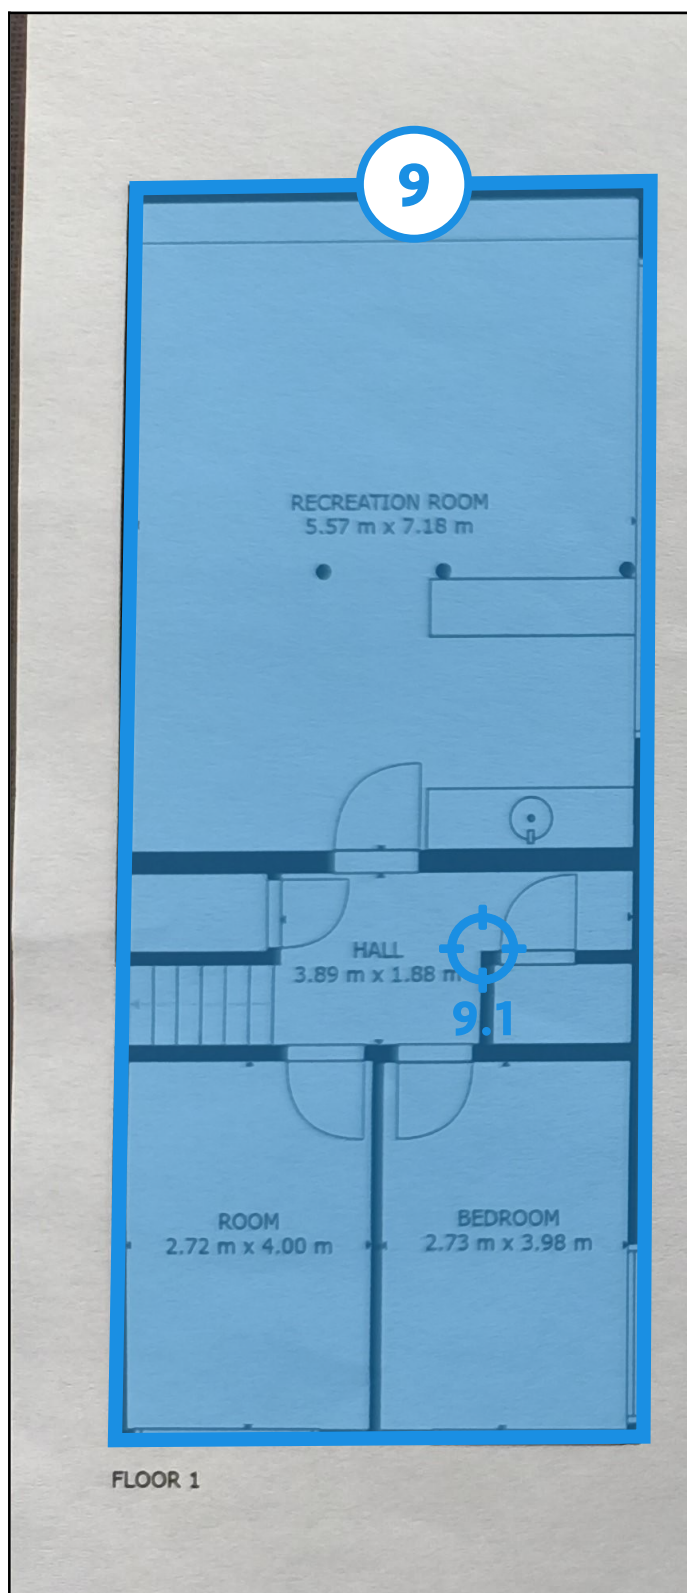 9
RECREATION ROOM
5.57 m x 7.18 m
HALL
3.89 m x 1.88 m
9.1
ROOM
2.72 m x 4.00 m
BEDROOM
2.73 m x 3.98 m
FLOOR 1